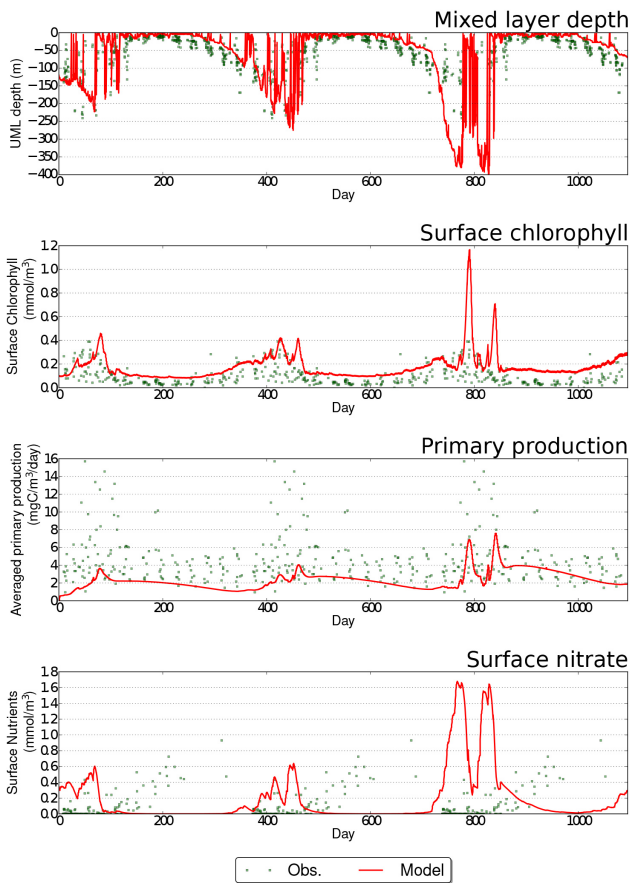 Mixed layer depth
UML depth (m)
0
−50
−100
−150
−200
−250
−300
−350
−400
0 200 400 600 800 1000
Day
Surface chlorophyll
Surface Chlorophyll
(mmol/m³)
1.2
1.0
0.8
0.6
0.4
0.2
0.0
0 200 400 600 800 1000
Day
Primary production
Averaged primary production
(mgC/m³/day)
16
14
12
10
8
6
4
2
0
0 200 400 600 800 1000
Day
Surface nitrate
Surface Nutrients
(mmol/m³)
1.8
1.6
1.4
1.2
1.0
0.8
0.6
0.4
0.2
0.0
0 200 400 600 800 1000
Day
Obs. Model